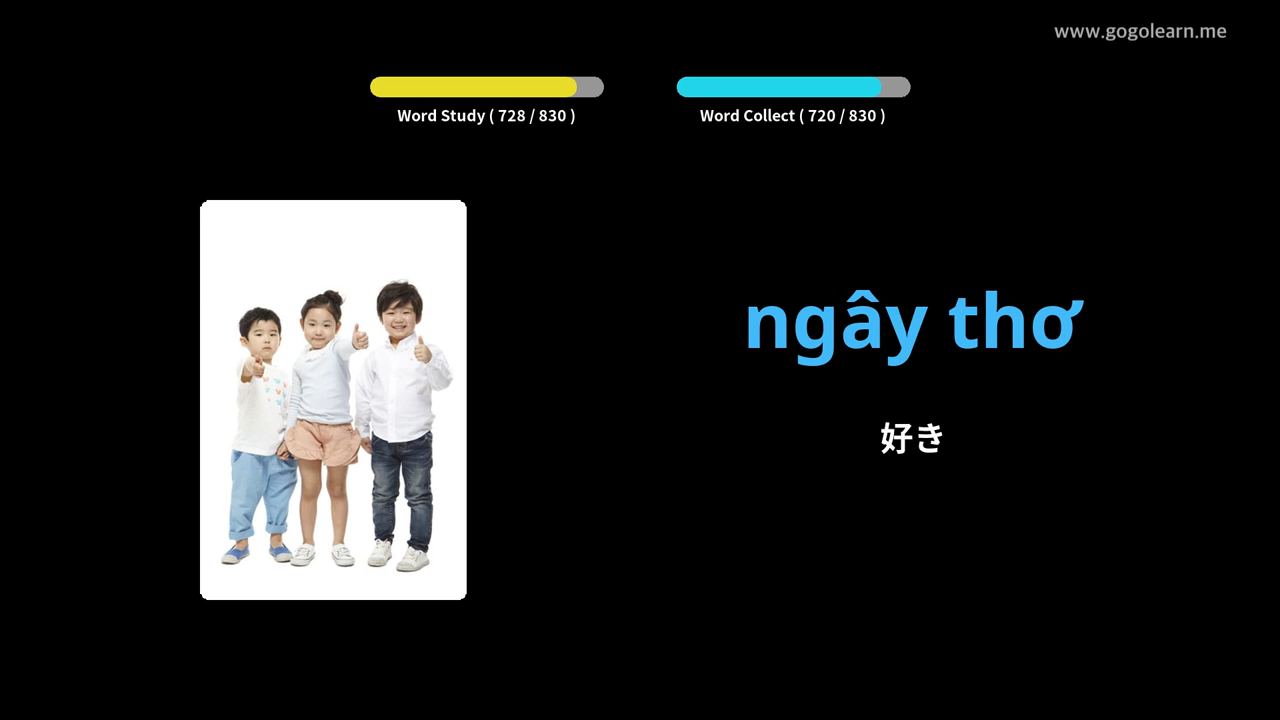 www.gogolearn.me
Word Study ( 728 / 830 )
Word Collect ( 720 / 830 )
ngây thơ
好き